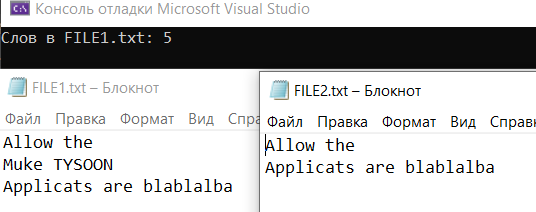 Консоль отладки Microsoft Visual Studio
Слов в FILE1.txt: 5
FILE1.txt – Блокнот
Файл Правка Формат Вид Спра
Allow the
Muke TYSOON
Applicats are blablalba
FILE2.txt – Блокнот
Файл Правка Формат Вид Справк
Allow the
Applicats are blablalba